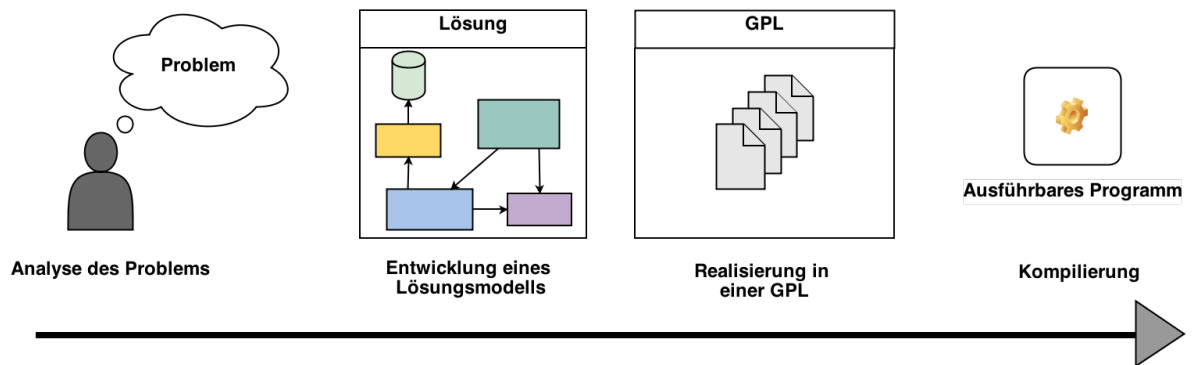 Problem
Lösung
GPL
Ausführbares Programm
Analyse des Problems
Entwicklung eines
Lösungsmodells
Realisierung in
einer GPL
Kompilierung